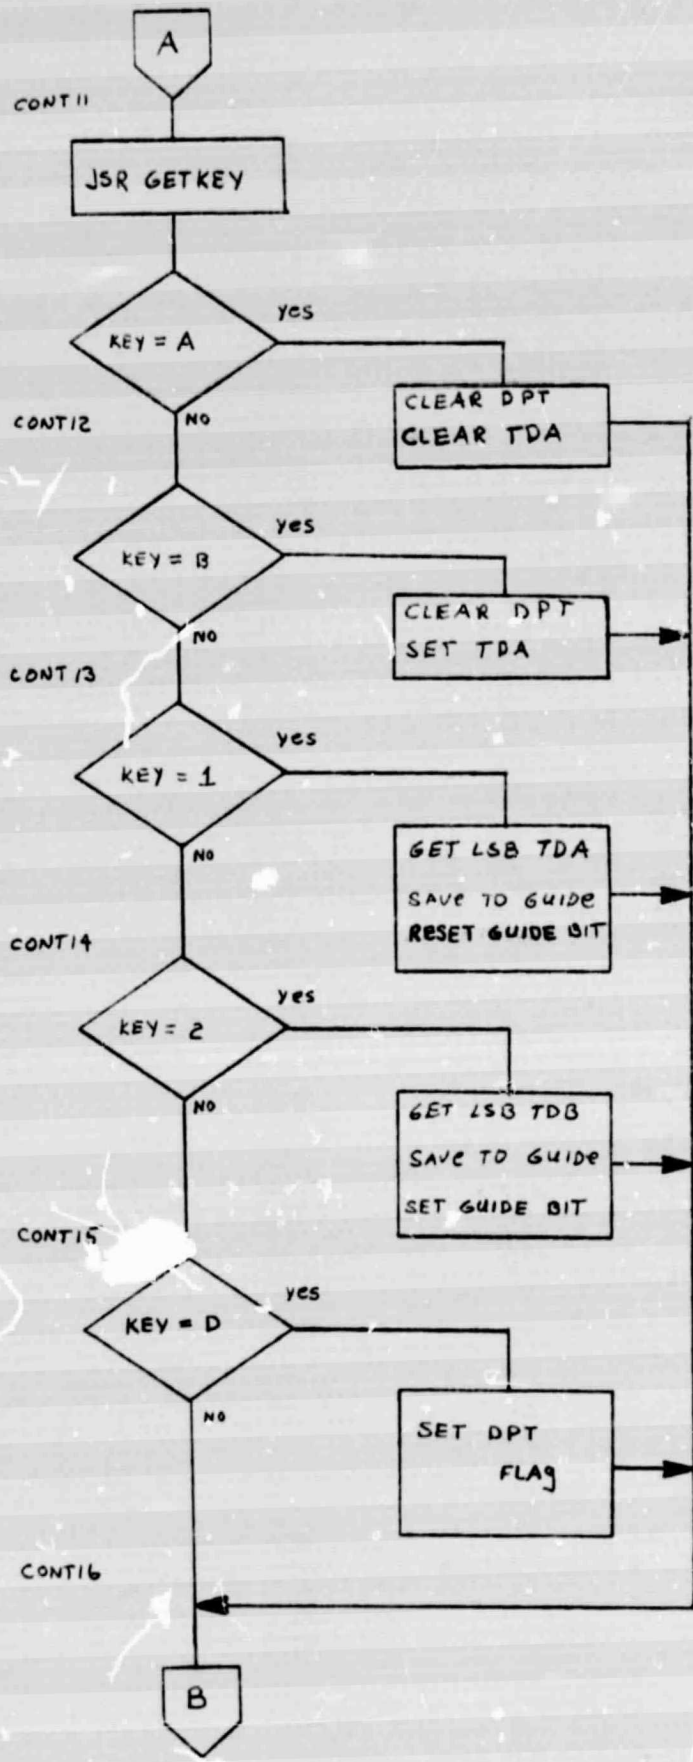 A
CONT11
JSR GETKEY
yes
KEY = A
CLEAR DPT
CLEAR TDA
CONT12
NO
yes
KEY = B
CLEAR DPT
SET TDA
NO
CONT13
yes
KEY = 1
GET LSB TDA
SAVE TO GUIDE
RESET GUIDE BIT
NO
CONT14
yes
KEY = 2
GET LSB TDB
SAVE TO GUIDE
SET GUIDE BIT
NO
CONT15
yes
KEY = D
SET DPT
FLAg
NO
CONT16
B